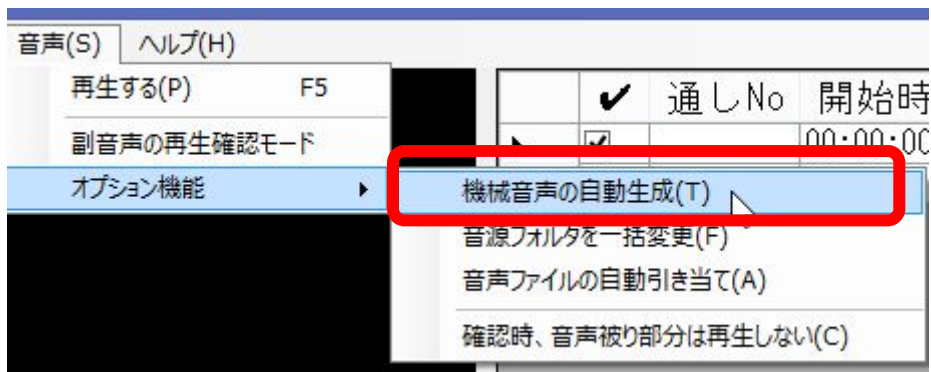 音声(S) ヘルプ(H)
再生する(P) F5
✔ 通しNo 開始時
副音声の再生確認モード
00:00:00
オプション機能
機械音声の自動生成(T)
音源フォルダを一括変更(F)
音声ファイルの自動引き当て(A)
確認時、音声被り部分は再生しない(C)